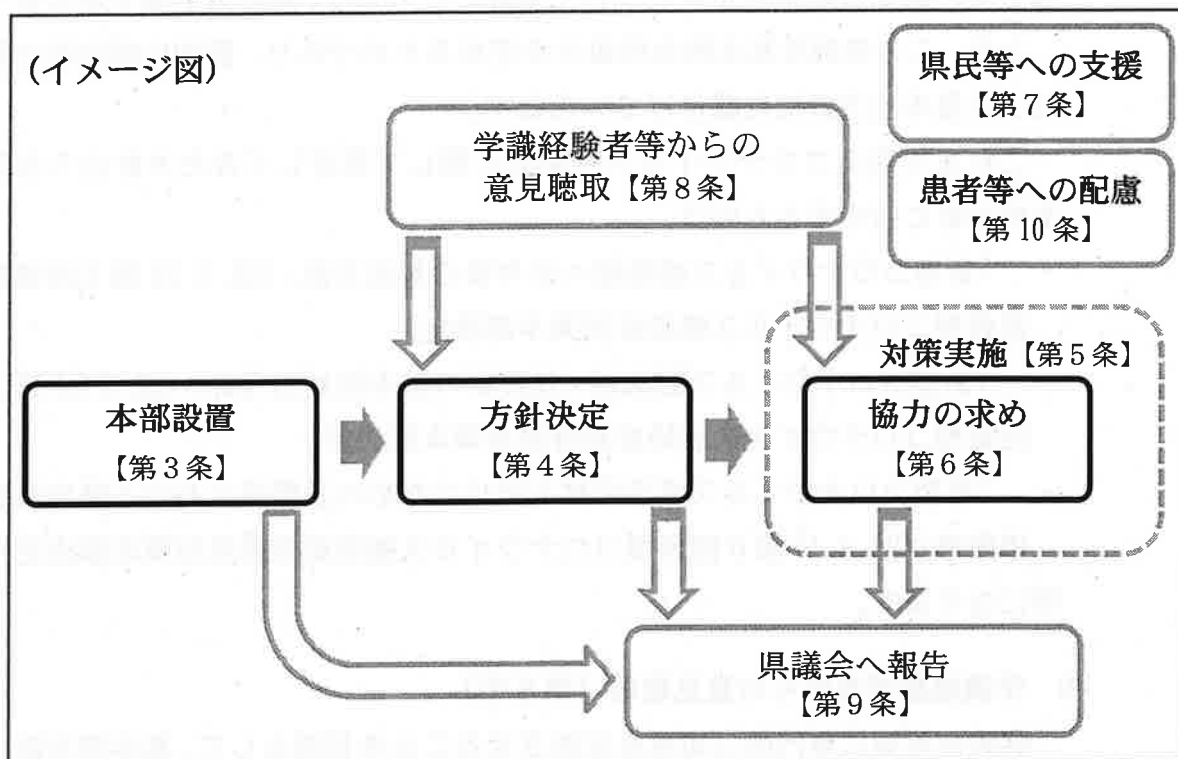 (イメージ図)
県民等への支援
【第7条】
学識経験者等からの
意見聴取【第8条】
患者等への配慮
【第10条】
対策実施【第5条】
本部設置
【第3条】
方針決定
【第4条】
協力の求め
【第6条】
県議会へ報告
【第9条】